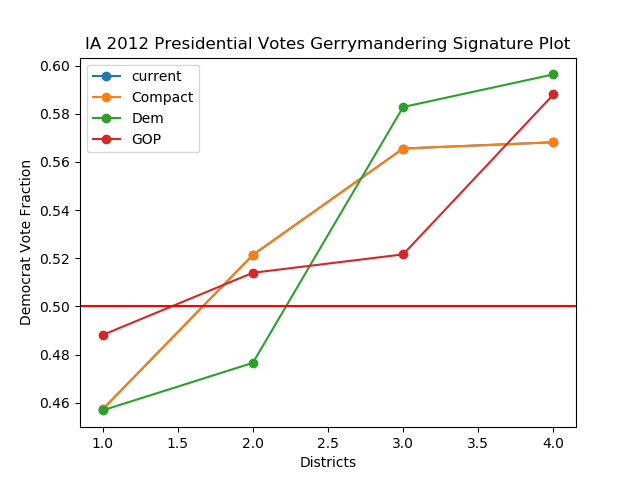 IA 2012 Presidential Votes Gerrymandering Signature Plot
current
Compact
Dem
GOP
Democrat Vote Fraction
0.60
0.58
0.56
0.54
0.52
0.50
0.48
0.46
1.0 1.5 2.0 2.5 3.0 3.5 4.0
Districts